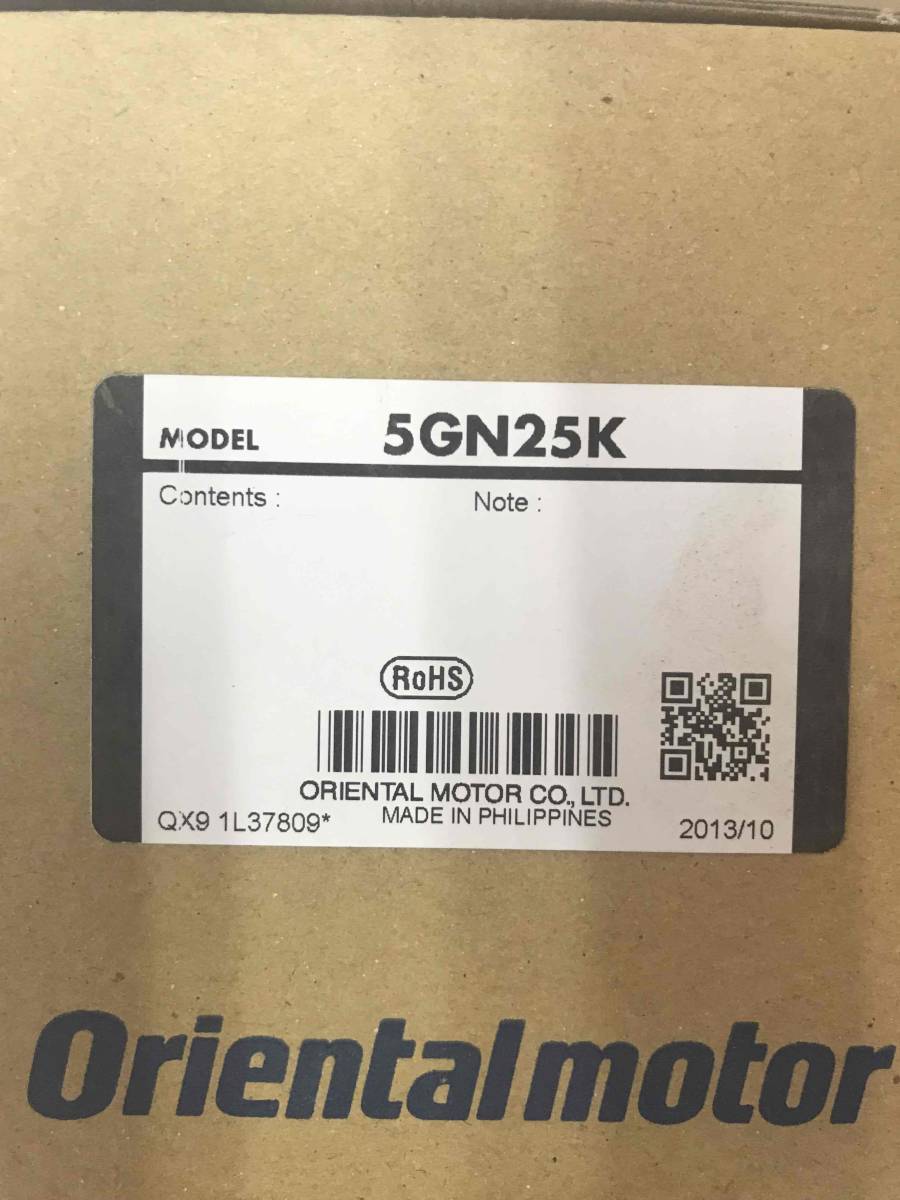 MODEL 5GN25K
Contents : Note :
RoHS
ORIENTAL MOTOR CO., LTD.
QX9 1L37809* MADE IN PHILIPPINES 2013/10
Orientalmotor